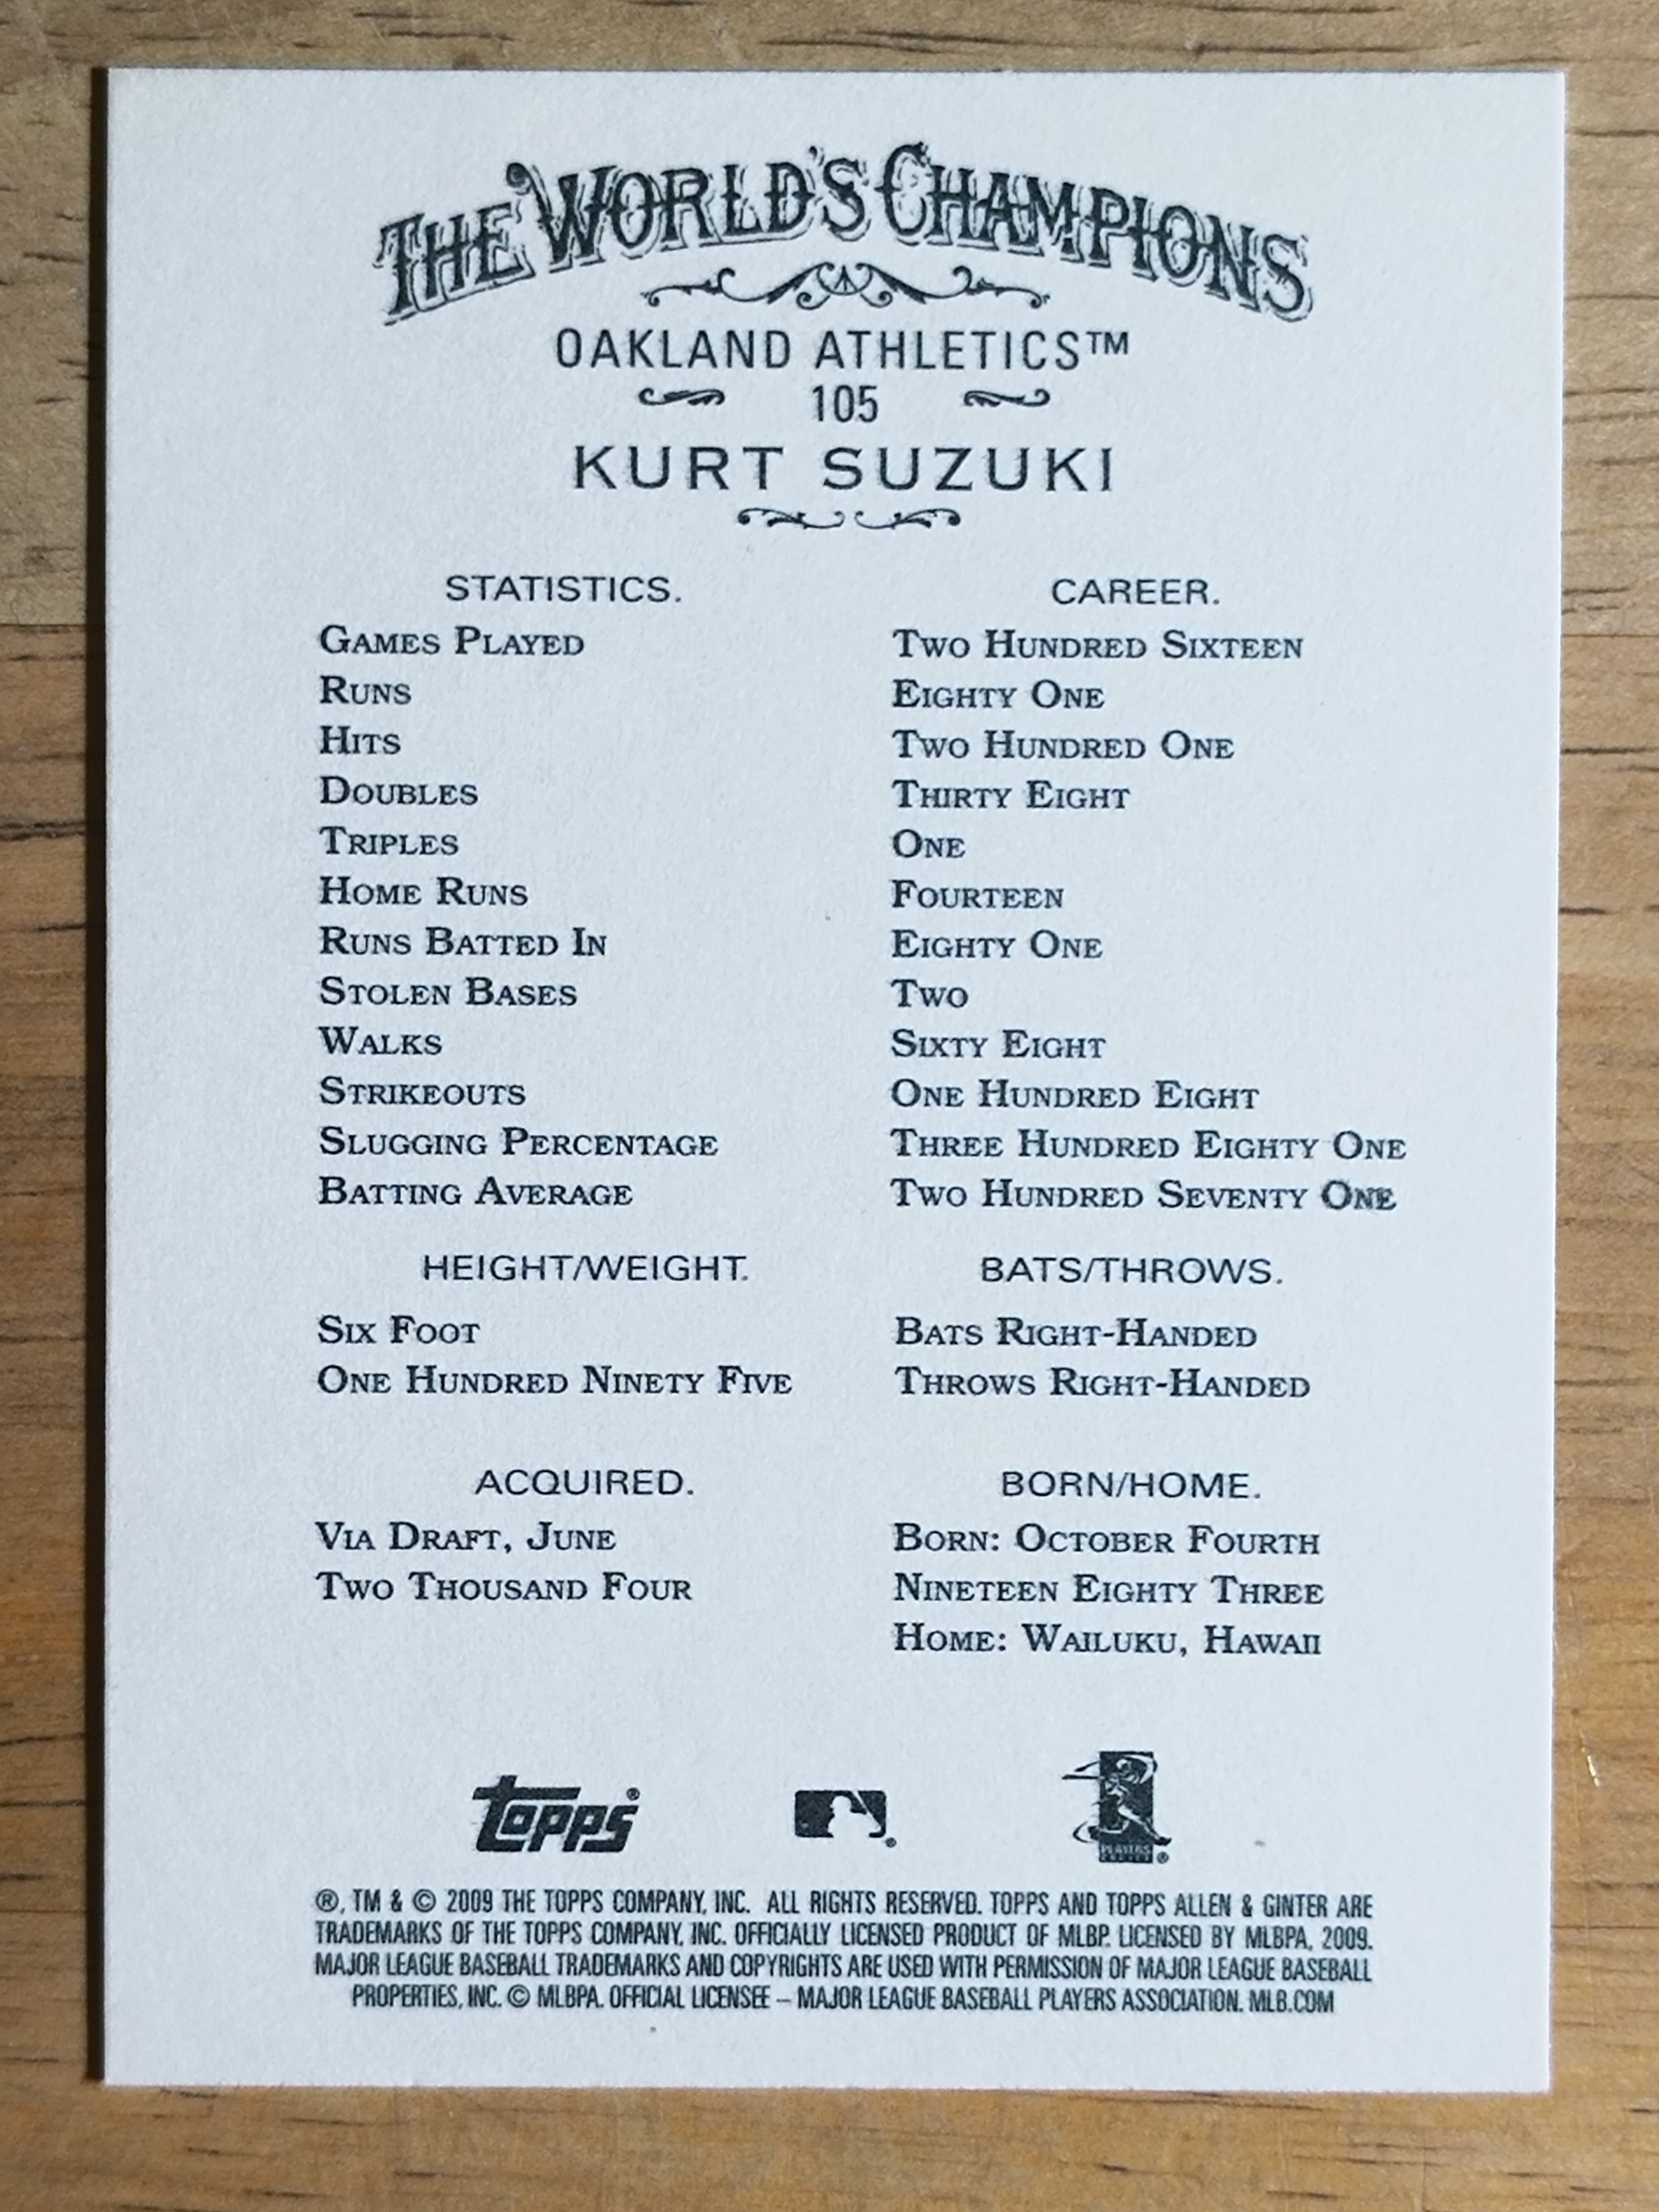 THE WORLD'S CHAMPIONS
OAKLAND ATHLETICS™
105
KURT SUZUKI
STATISTICS. CAREER.
GAMES PLAYED TWO HUNDRED SIXTEEN
RUNS EIGHTY ONE
HITS TWO HUNDRED ONE
DOUBLES THIRTY EIGHT
TRIPLES ONE
HOME RUNS FOURTEEN
RUNS BATTED IN EIGHTY ONE
STOLEN BASES TWO
WALKS SIXTY EIGHT
STRIKEOUTS ONE HUNDRED EIGHT
SLUGGING PERCENTAGE THREE HUNDRED EIGHTY ONE
BATTING AVERAGE TWO HUNDRED SEVENTY ONE
HEIGHT/WEIGHT. BATS/THROWS.
SIX FOOT BATS RIGHT-HANDED
ONE HUNDRED NINETY FIVE THROWS RIGHT-HANDED
ACQUIRED. BORN/HOME.
VIA DRAFT, JUNE BORN: OCTOBER FOURTH
TWO THOUSAND FOUR NINETEEN EIGHTY THREE
HOME: WAILUKU, HAWAII
TOPPS® ® PLAYERS CHOICE ®
®, TM & © 2009 THE TOPPS COMPANY, INC. ALL RIGHTS RESERVED. TOPPS AND TOPPS ALLEN & GINTER ARE
TRADEMARKS OF THE TOPPS COMPANY, INC. OFFICIALLY LICENSED PRODUCT OF MLBP. LICENSED BY MLBPA, 2009.
MAJOR LEAGUE BASEBALL TRADEMARKS AND COPYRIGHTS ARE USED WITH PERMISSION OF MAJOR LEAGUE BASEBALL
PROPERTIES, INC. © MLBPA. OFFICIAL LICENSEE – MAJOR LEAGUE BASEBALL PLAYERS ASSOCIATION. MLB.COM